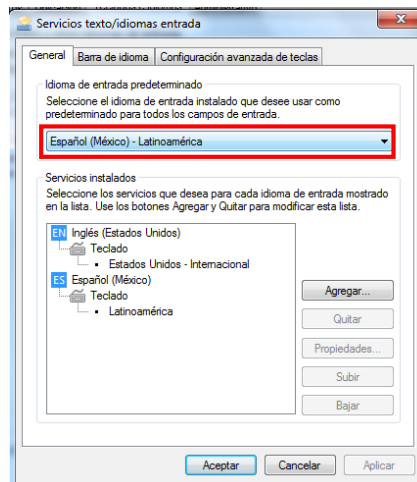 Servicios texto/idiomas entrada
General
Barra de idioma
Configuración avanzada de teclas
Idioma de entrada predeterminado
Seleccione el idioma de entrada instalado que desee usar como
predeterminado para todos los campos de entrada.
Español (México) - Latinoamérica
Servicios instalados
Seleccione los servicios que desea para cada idioma de entrada mostrado
en la lista. Use los botones Agregar y Quitar para modificar esta lista.
EN Inglés (Estados Unidos)
Teclado
Estados Unidos - Internacional
ES Español (México)
Teclado
Latinoamérica
Agregar...
Quitar
Propiedades...
Subir
Bajar
Aceptar
Cancelar
Aplicar